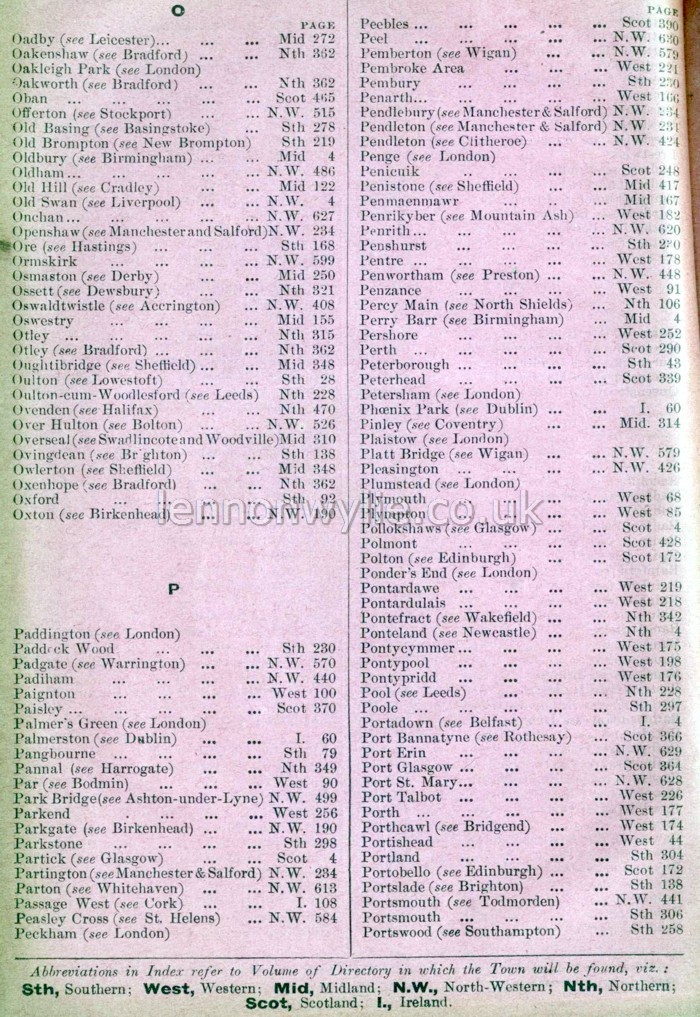 O
PAGE
Oadby (see Leicester)... ... ... Mid 272
Oakenshaw (see Bradford) ... ... Nth 362
Oakleigh Park (see London)
Oakworth (see Bradford) ... ... Nth 362
Oban ... ... ... ... ... Scot 465
Offerton (see Stockport) ... ... N.W. 515
Old Basing (see Basingstoke) ... Sth 278
Old Brompton (see New Brompton) Sth 219
Oldbury (see Birmingham) ... ... Mid 4
Oldham... ... ... ... ... N.W. 486
Old Hill (see Cradley) ... ... Mid 122
Old Swan (see Liverpool) ... ... N.W. 4
Onchan... ... ... ... ... N.W. 627
Openshaw (see Manchester and Salford) N.W. 234
Ore (see Hastings) ... ... ... Sth 168
Ormskirk ... ... ... ... N.W. 599
Osmaston (see Derby) ... ... Mid 250
Ossett (see Dewsbury) ... ... Nth 321
Oswaldtwistle (see Accrington) ... N.W. 408
Oswestry ... ... ... ... Mid 155
Otley ... ... ... ... ... Nth 315
Otley (see Bradford) ... ... ... Nth 362
Oughtibridge (see Sheffield) ... ... Mid 348
Oulton (see Lowestoft) ... ... Sth 28
Oulton-cum-Woodlesford (see Leeds) Nth 228
Ovenden (see Halifax) ... ... Nth 470
Over Hulton (see Bolton) ... ... N.W. 526
Overseal (see Swadlincote and Woodville) Mid 310
Ovingdean (see Brighton) ... ... Sth 138
Owlerton (see Sheffield) ... ... Mid 348
Oxenhope (see Bradford) ... ... Nth 362
Oxford ... ... ... ... Sth 92
Oxton (see Birkenhead) ... ... N.W. 190
P
Paddington (see London)
Paddock Wood ... ... ... Sth 230
Padgate (see Warrington) ... ... N.W. 570
Padiham ... ... ... ... N.W. 440
Paignton ... ... ... ... West 100
Paisley ... ... ... ... ... Scot 370
Palmer's Green (see London)
Palmerston (see Dublin) ... ... I. 60
Pangbourne ... ... ... ... Sth 79
Pannal (see Harrogate) ... ... Nth 349
Par (see Bodmin) ... ... ... West 90
Park Bridge (see Ashton-under-Lyne) N.W. 499
Parkend ... ... ... ... West 256
Parkgate (see Birkenhead) ... ... N.W. 190
Parkstone ... ... ... ... Sth 298
Partick (see Glasgow) ... ... Scot 4
Partington (see Manchester & Salford) N.W. 234
Parton (see Whitehaven) ... ... N.W. 613
Passage West (see Cork) ... ... I. 108
Peasley Cross (see St. Helens) ... N.W. 584
Peckham (see London)
PAGE
Peebles ... ... ... ... ... Scot 390
Peel ... ... ... ... ... N.W. 630
Pemberton (see Wigan) ... ... N.W. 579
Pembroke Area ... ... ... West 221
Pembury ... ... ... ... Sth 230
Penarth... ... ... ... ... West 166
Pendlebury (see Manchester & Salford) N.W. 234
Pendleton (see Manchester & Salford) N.W. 234
Pendleton (see Clitheroe) ... ... N.W. 424
Penge (see London)
Penicuik ... ... ... ... Scot 248
Penistone (see Sheffield) ... ... Mid 417
Penmaenmawr ... ... ... Mid 167
Penrikyber (see Mountain Ash) ... West 182
Penrith... ... ... ... ... N.W. 620
Penshurst ... ... ... ... Sth
Pentre ... ... ... ... ... West 178
Penwortham (see Preston) ... ... N.W. 448
Penzance ... ... ... ... West 91
Percy Main (see North Shields) ... Nth 106
Perry Barr (see Birmingham) ... Mid 4
Pershore ... ... ... ... West 252
Perth ... ... ... ... ... Scot 290
Peterborough ... ... ... ... Sth 43
Peterhead ... ... ... ... Scot 339
Petersham (see London)
Phœnix Park (see Dublin) ... ... I. 60
Pinley (see Coventry) ... ... Mid. 314
Plaistow (see London)
Platt Bridge (see Wigan) ... ... N.W. 579
Pleasington ... ... ... ... N.W. 426
Plumstead (see London)
Plymouth ... ... ... ... West 68
Plympton ... ... ... ... West 85
Pollokshaws (see Glasgow) ... ... Scot 4
Polmont ... ... ... ... Scot 428
Polton (see Edinburgh) ... ... Scot 172
Ponder's End (see London)
Pontardawe ... ... ... ... West 219
Pontardulais ... ... ... ... West 218
Pontefract (see Wakefield) ... ... Nth 342
Ponteland (see Newcastle) ... ... Nth 4
Pontycymmer... ... ... ... West 175
Pontypool ... ... ... ... West 198
Pontypridd ... ... ... ... West 176
Pool (see Leeds) ... ... ... Nth 228
Poole ... ... ... ... ... Sth 297
Portadown (see Belfast) ... ... I. 4
Port Bannatyne (see Rothesay) ... Scot 366
Port Erin ... ... ... ... N.W. 629
Port Glasgow ... ... ... ... Scot 364
Port St. Mary... ... ... ... N.W. 628
Port Talbot ... ... ... ... West 226
Porth ... ... ... ... ... West 177
Porthcawl (see Bridgend) ... ... West 174
Portishead ... ... ... ... West 44
Portland ... ... ... ... Sth 304
Portobello (see Edinburgh) ... ... Scot 172
Portslade (see Brighton) ... ... Sth 138
Portsmouth (see Todmorden) ... N.W. 441
Portsmouth ... ... ... ... Sth 306
Portswood (see Southampton) ... Sth 258
lennonwylie.co.uk
Abbreviations in Index refer to Volume of Directory in which the Town will be found, viz. :
Sth, Southern; West, Western; Mid, Midland; N.W., North-Western; Nth, Northern;
Scot, Scotland; I., Ireland.